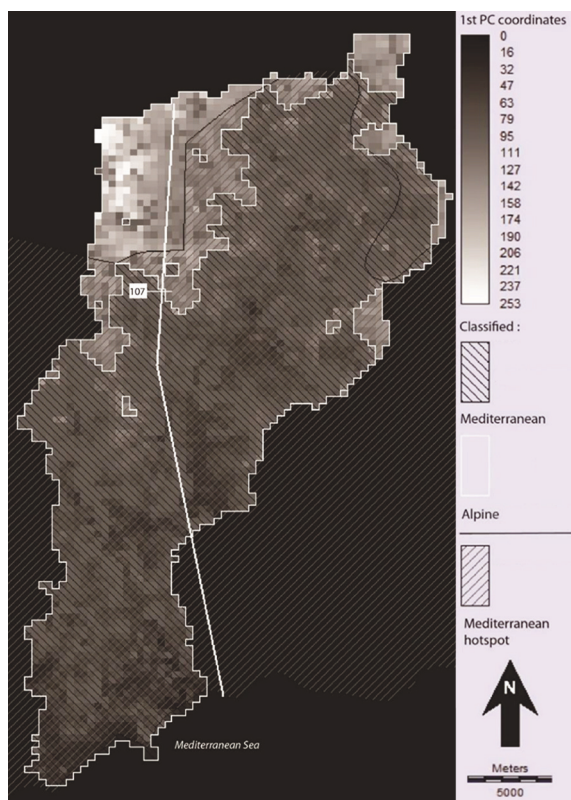 1st PC coordinates
0
16
32
47
63
79
95
111
127
142
158
174
190
206
221
237
253
Classified :
Mediterranean
Alpine
Mediterranean
hotspot
N
Meters
5000
107
Mediterranean Sea